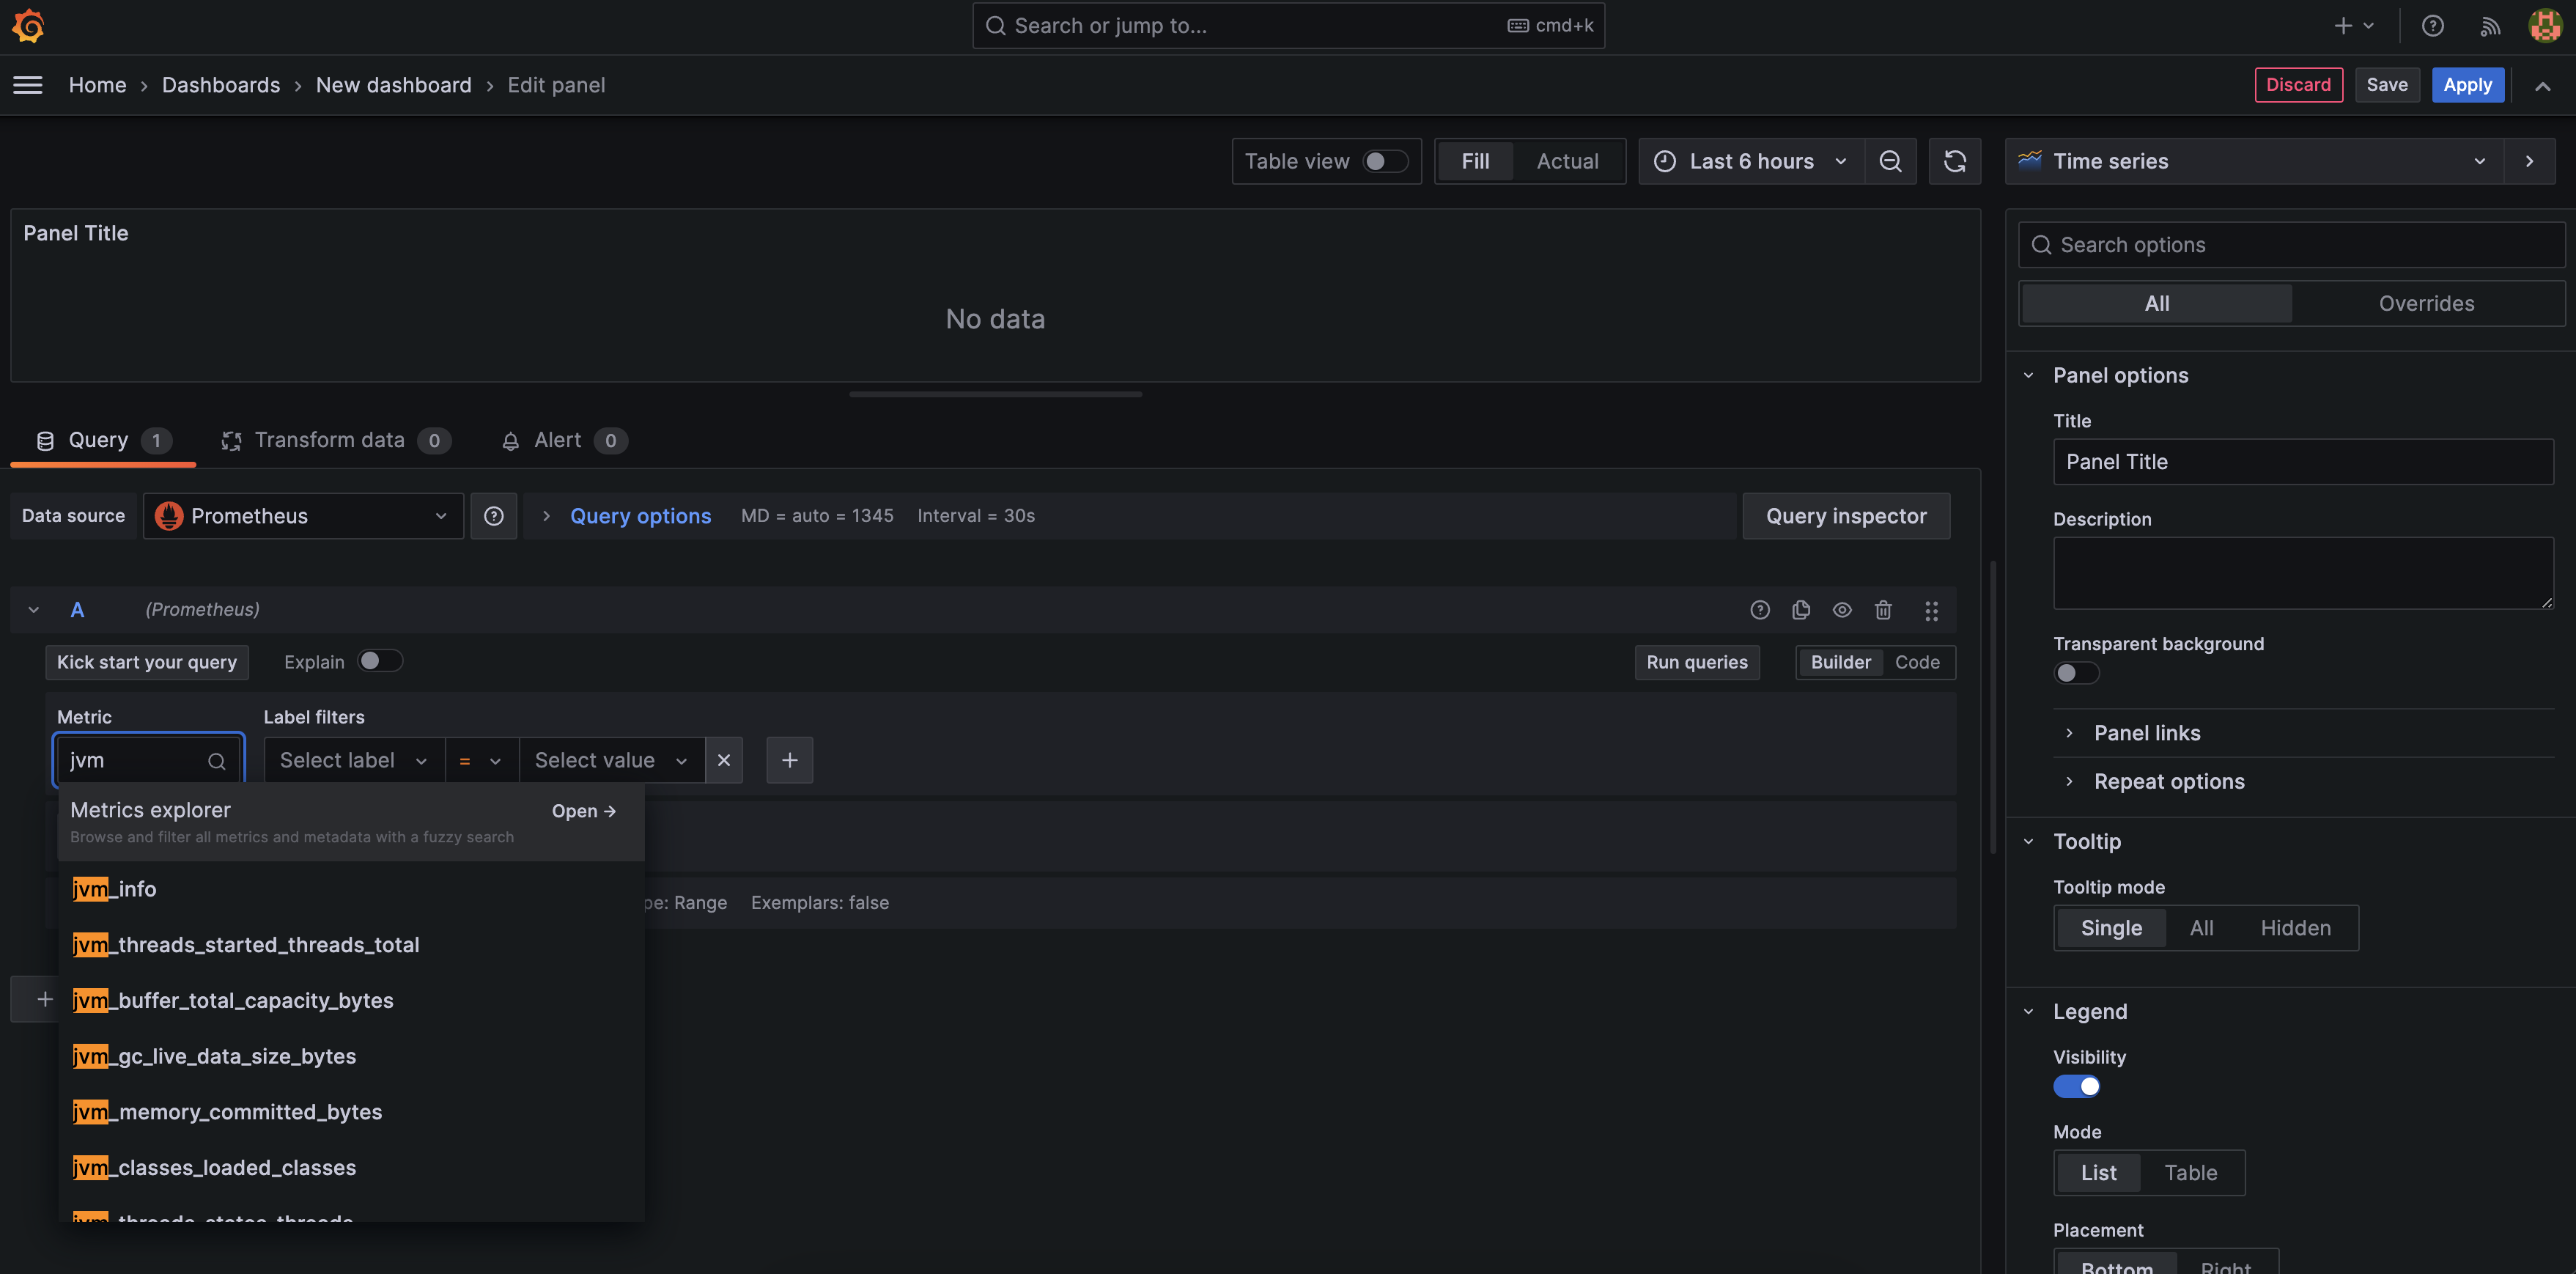 Search or jump to...
cmd+k
Home › Dashboards › New dashboard › Edit panel
Discard
Save
Apply
Table view
Fill
Actual
Last 6 hours
Time series
Panel Title
No data
Search options
All
Overrides
Panel options
Title
Panel Title
Description
Transparent background
Panel links
Repeat options
Tooltip
Tooltip mode
Single
All
Hidden
Legend
Visibility
Mode
List
Table
Placement
Bottom
Right
Query 1
Transform data 0
Alert 0
Data source
Prometheus
Query options
MD = auto = 1345
Interval = 30s
Query inspector
A
(Prometheus)
Kick start your query
Explain
Run queries
Builder
Code
Metric
Label filters
jvm
Select label
=
Select value
Metrics explorer
Open →
Browse and filter all metrics and metadata with a fuzzy search
jvm_info
jvm_threads_started_threads_total
jvm_buffer_total_capacity_bytes
jvm_gc_live_data_size_bytes
jvm_memory_committed_bytes
jvm_classes_loaded_classes
jvm_threads_states_threads
pe: Range
Exemplars: false